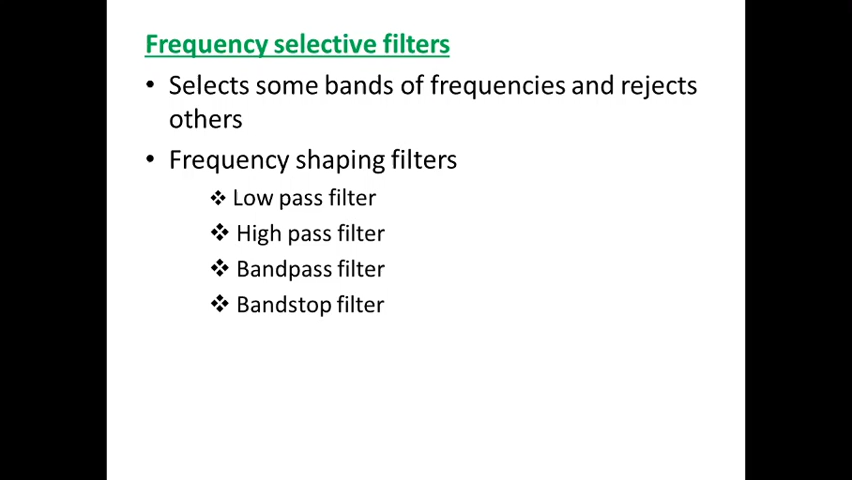 Frequency selective filters
• Selects some bands of frequencies and rejects
others
• Frequency shaping filters
❖ Low pass filter
❖ High pass filter
❖ Bandpass filter
❖ Bandstop filter